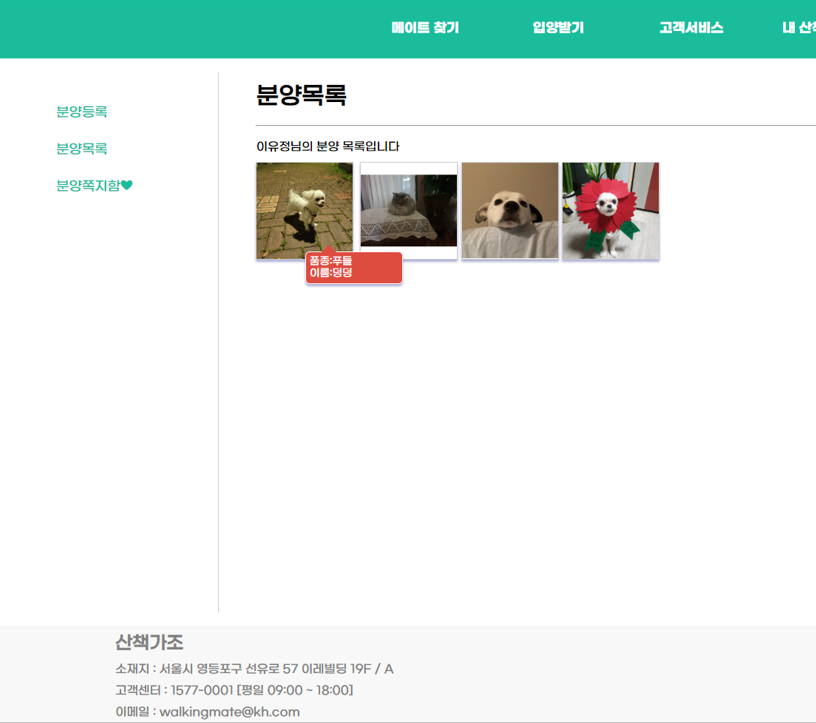 메이트 찾기 입양받기 고객서비스 내 산책
분양등록
분양목록
분양쪽지함♥
분양목록
이유정님의 분양 목록입니다
품종:푸들
이름:덩덩
산책가조
소재지 : 서울시 영등포구 선유로 57 이레빌딩 19F / A
고객센터 : 1577-0001 [평일 09:00 ~ 18:00]
이메일 : walkingmate@kh.com